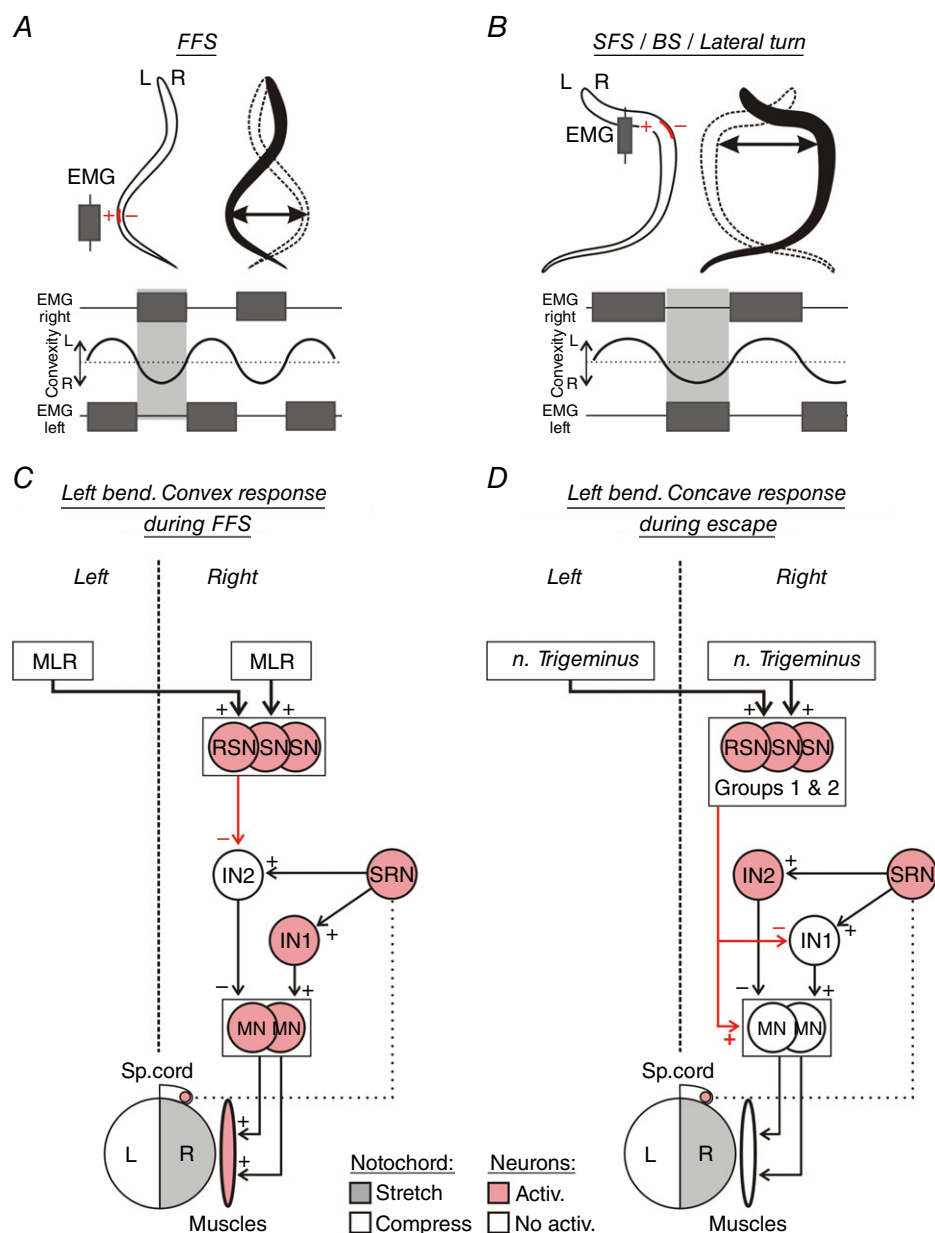 A
FFS
L R
EMG
+ −
EMG right
Convexity
L
R
EMG left
B
SFS / BS / Lateral turn
L R
EMG
+ −
EMG right
Convexity
L
R
EMG left
C
Left bend. Convex response
during FFS
Left Right
MLR MLR
+ +
RSN SN SN
−
IN2 + SRN
IN1 +
− +
MN MN
Sp.cord
L R + +
Muscles
D
Left bend. Concave response
during escape
Left Right
n. Trigeminus n. Trigeminus
+ +
RSN SN SN
Groups 1 & 2
IN2 + SRN
− IN1 +
− +
+ MN MN
Sp.cord
L R
Muscles
Notochord: Neurons:
Stretch Activ.
Compress No activ.